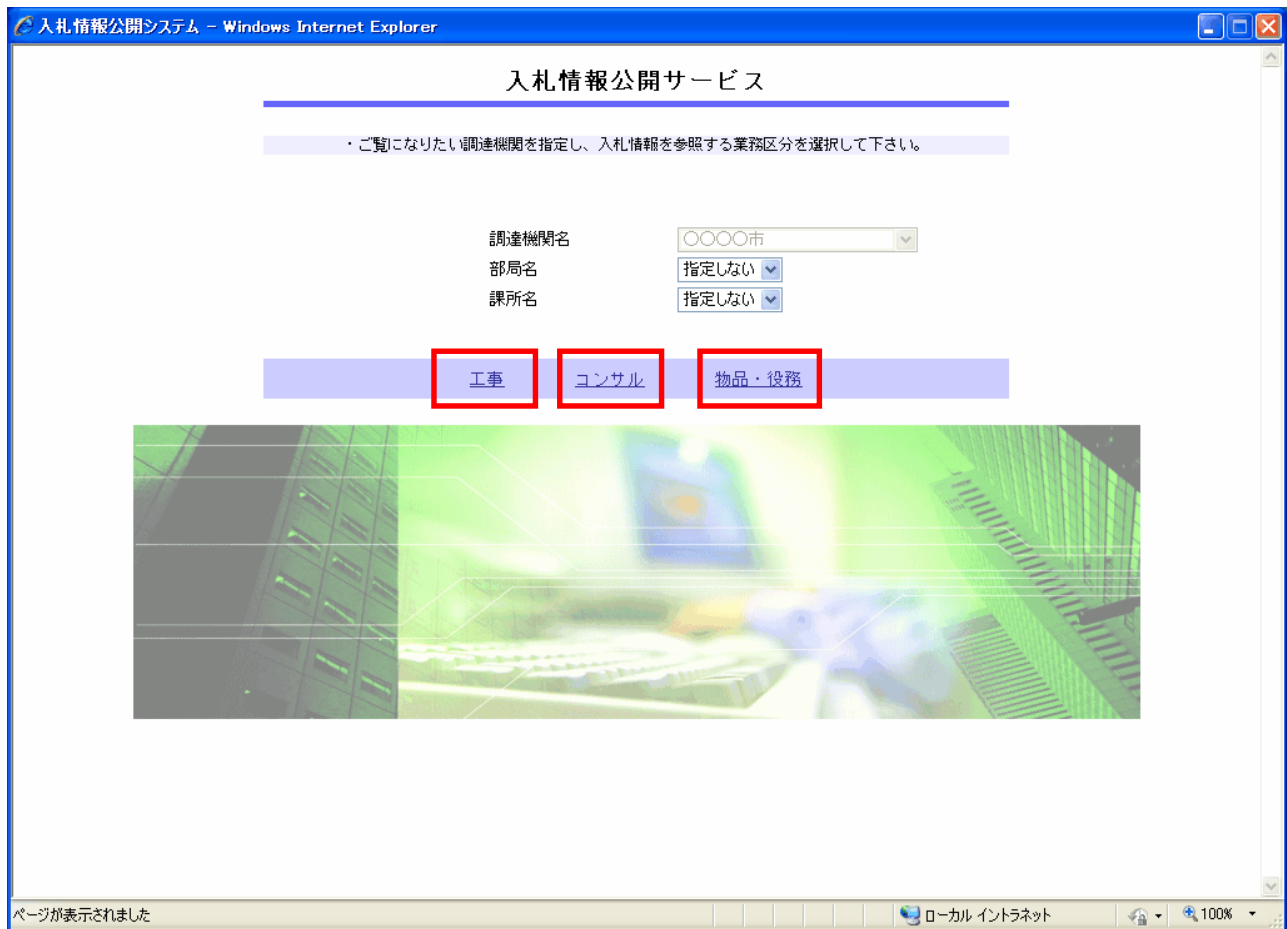 入札情報公開システム - Windows Internet Explorer
入札情報公開サービス
・ご覧になりたい調達機関を指定し、入札情報を参照する業務区分を選択して下さい。
調達機関名 ○○○○市
部局名 指定しない
課所名 指定しない
工事 コンサル 物品・役務
ページが表示されました ローカル イントラネット 100%